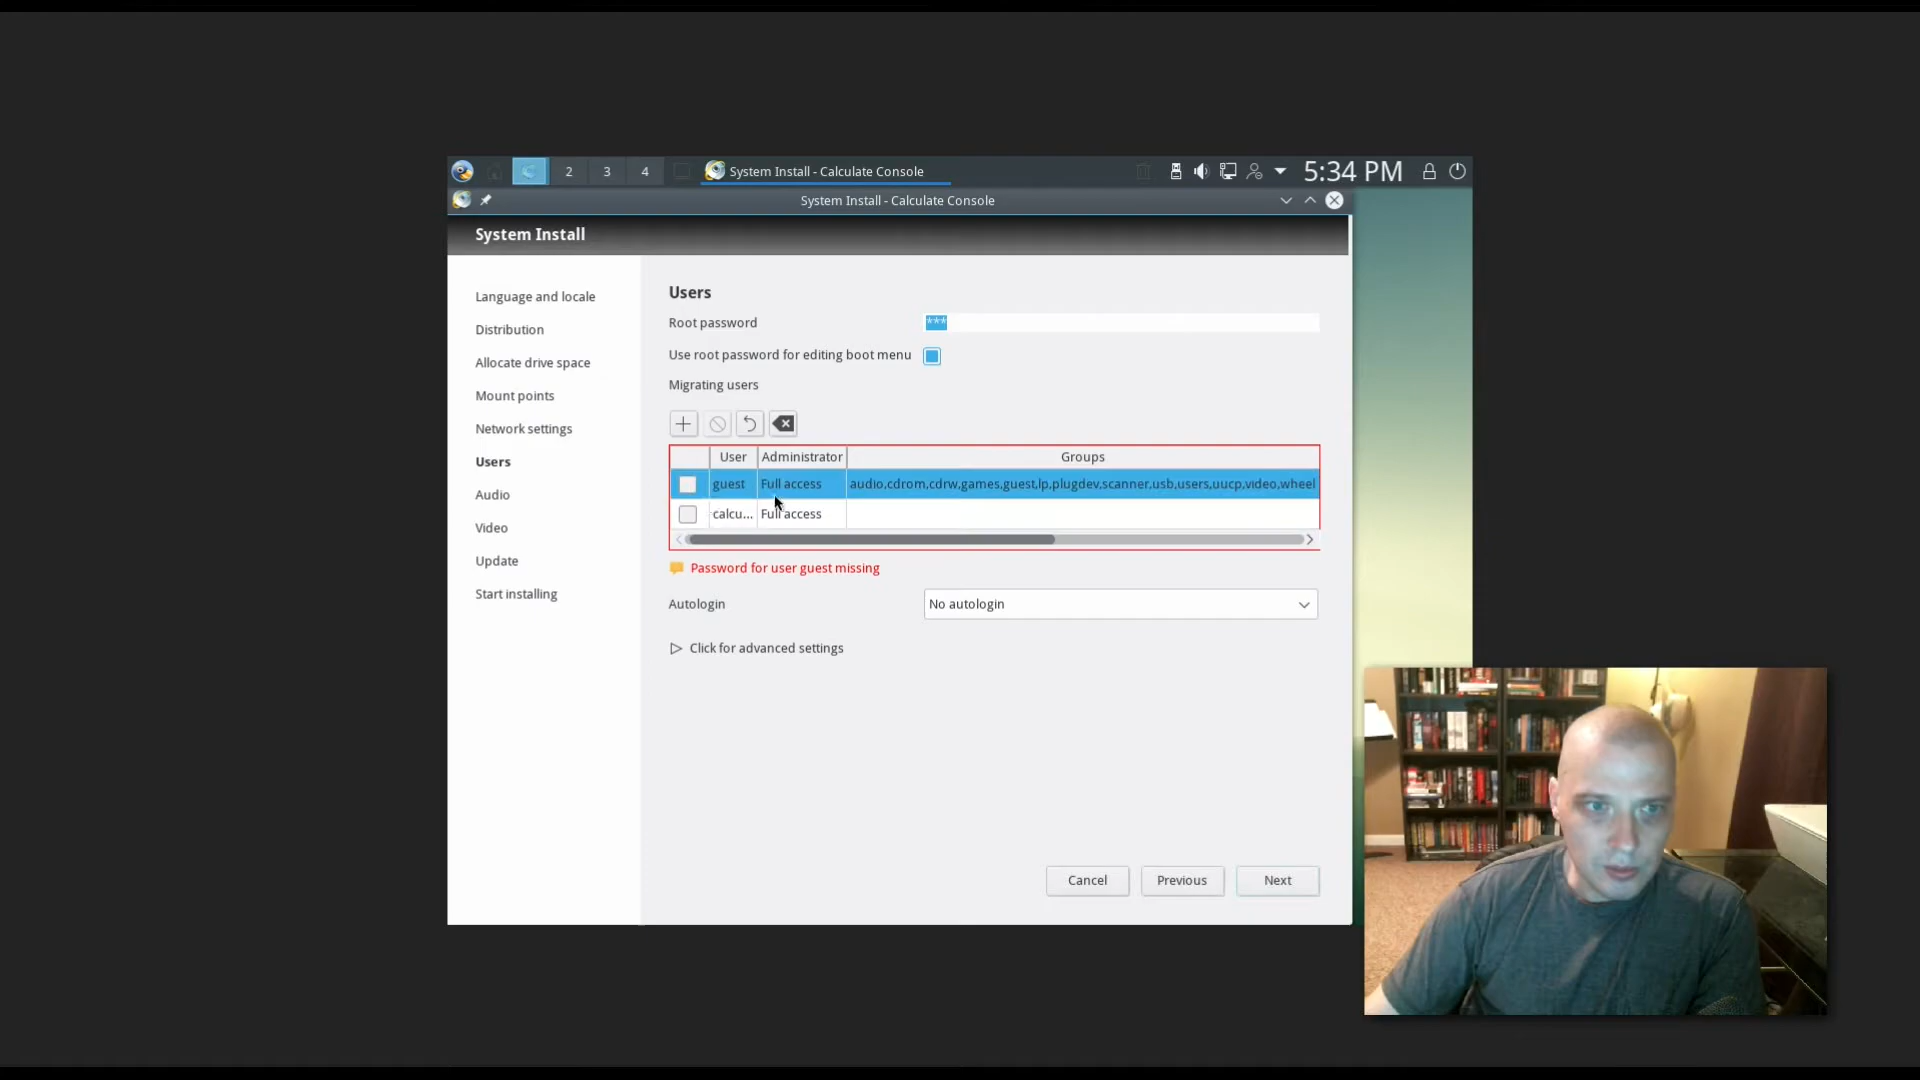 2
3
4
System Install - Calculate Console
5:34 PM
System Install - Calculate Console
System Install
Language and locale
Distribution
Allocate drive space
Mount points
Network settings
Users
Audio
Video
Update
Start installing
Users
Root password
***
Use root password for editing boot menu
Migrating users
User Administrator Groups
guest Full access audio,cdrom,cdrw,games,guest,lp,plugdev,scanner,usb,users,uucp,video,wheel
calcu... Full access
Password for user guest missing
Autologin
No autologin
Click for advanced settings
Cancel
Previous
Next